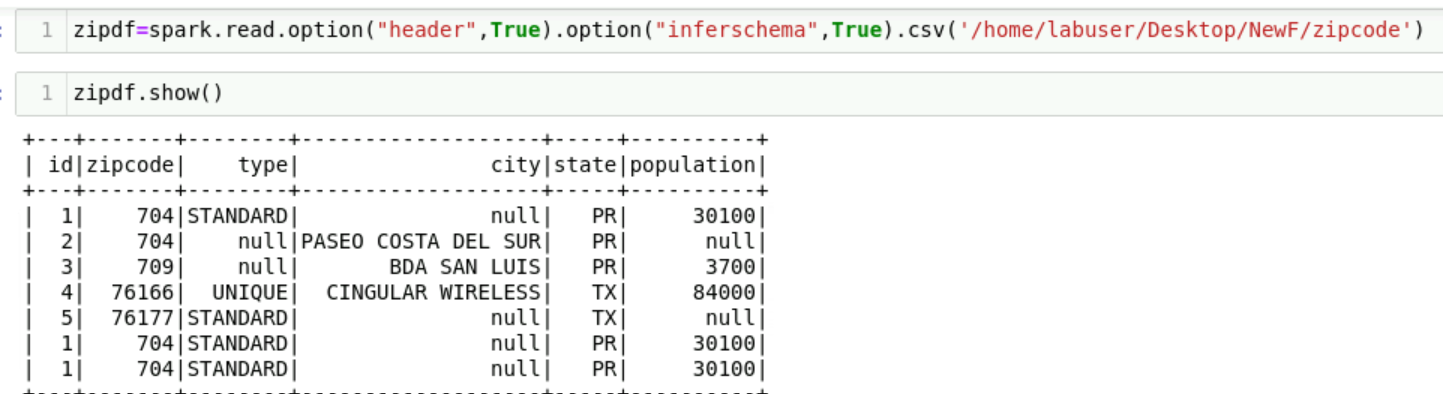 : 1 zipdf=spark.read.option("header",True).option("inferschema",True).csv('/home/labuser/Desktop/NewF/zipcode')
: 1 zipdf.show()
+---+-------+--------+-------------------+-----+----------+
| id|zipcode|    type|               city|state|population|
+---+-------+--------+-------------------+-----+----------+
|  1|    704|STANDARD|               null|   PR|     30100|
|  2|    704|    null|PASEO COSTA DEL SUR|   PR|      null|
|  3|    709|    null|       BDA SAN LUIS|   PR|      3700|
|  4|  76166|  UNIQUE|  CINGULAR WIRELESS|   TX|     84000|
|  5|  76177|STANDARD|               null|   TX|      null|
|  1|    704|STANDARD|               null|   PR|     30100|
|  1|    704|STANDARD|               null|   PR|     30100|
+---+-------+--------+-------------------+-----+----------+